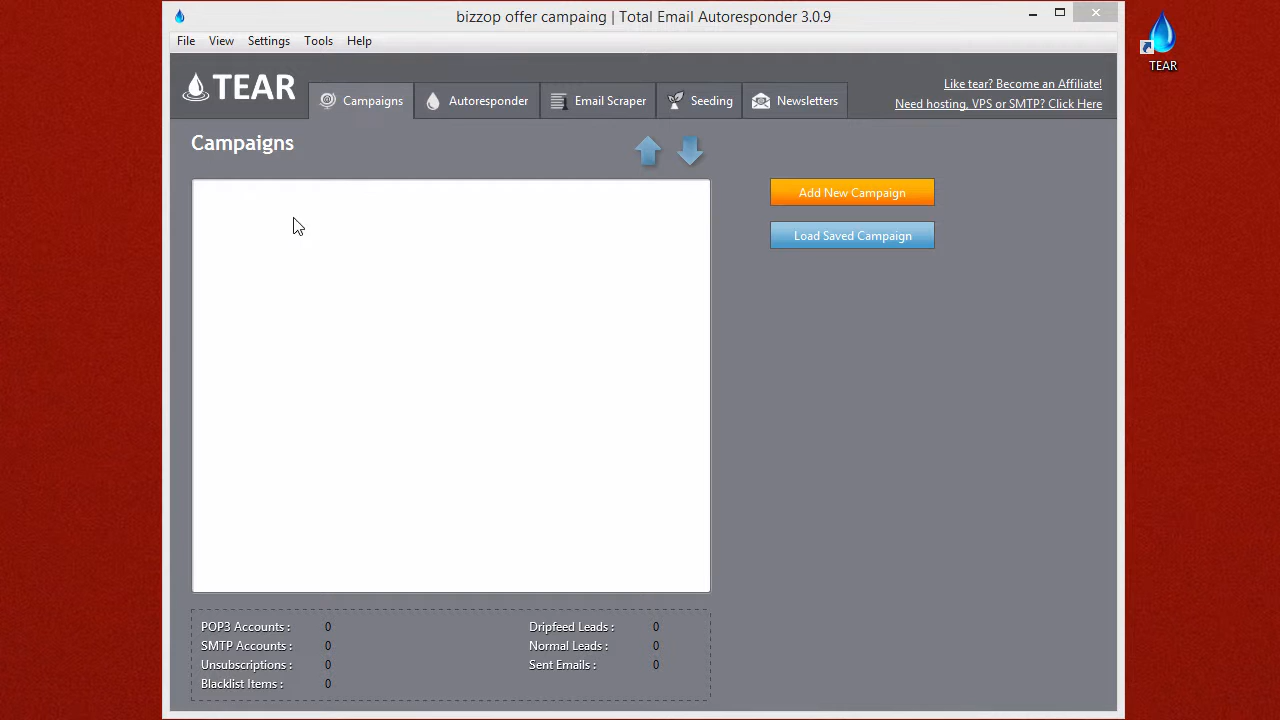 bizzop offer campaing | Total Email Autoresponder 3.0.9
File View Settings Tools Help
TEAR
Campaigns Autoresponder Email Scraper Seeding Newsletters
Like tear? Become an Affiliate!
Need hosting, VPS or SMTP? Click Here
TEAR
Campaigns
Add New Campaign
Load Saved Campaign
POP3 Accounts : 0 Dripfeed Leads : 0
SMTP Accounts : 0 Normal Leads : 0
Unsubscriptions : 0 Sent Emails : 0
Blacklist Items : 0